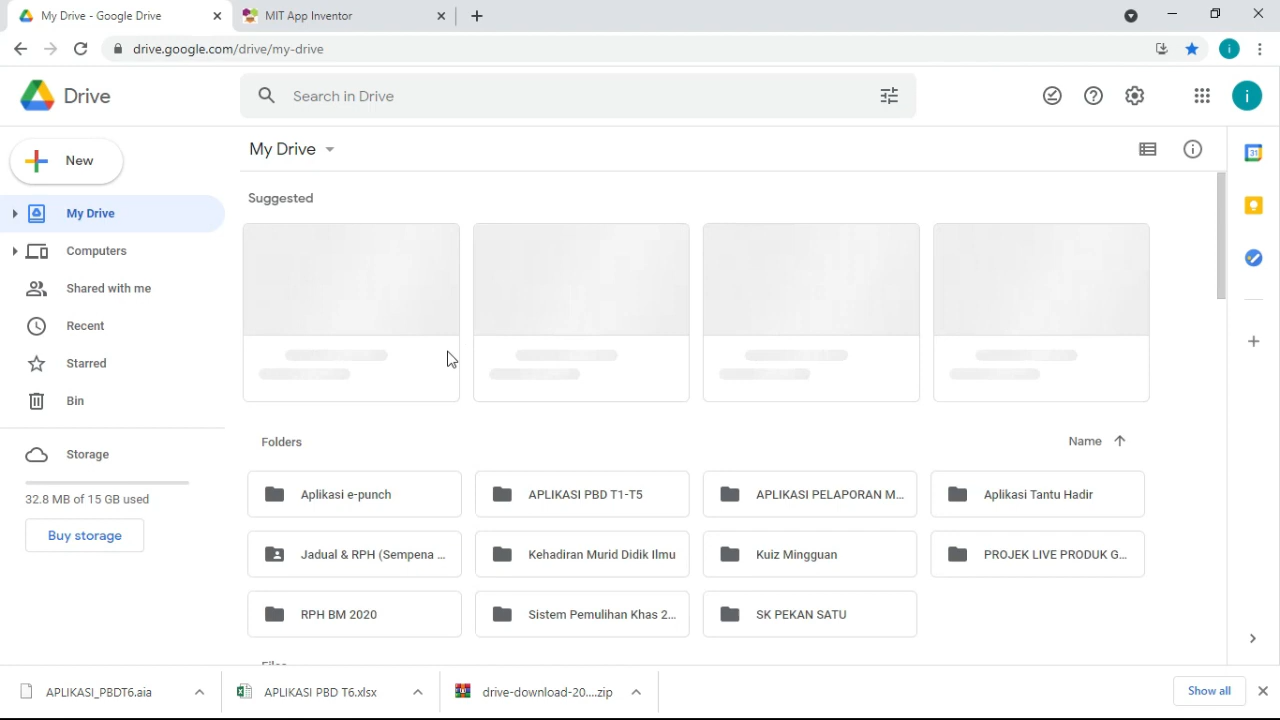 My Drive - Google Drive
MIT App Inventor
drive.google.com/drive/my-drive
i
Drive
Search in Drive
i
New
My Drive
31
My Drive
Suggested
Computers
Shared with me
Recent
Starred
Bin
Folders
Name
Storage
32.8 MB of 15 GB used
Buy storage
Aplikasi e-punch
APLIKASI PBD T1-T5
APLIKASI PELAPORAN M...
Aplikasi Tantu Hadir
Jadual & RPH (Sempena ...
Kehadiran Murid Didik Ilmu
Kuiz Mingguan
PROJEK LIVE PRODUK G...
RPH BM 2020
Sistem Pemulihan Khas 2...
SK PEKAN SATU
APLIKASI_PBDT6.aia
APLIKASI PBD T6.xlsx
drive-download-20....zip
Show all